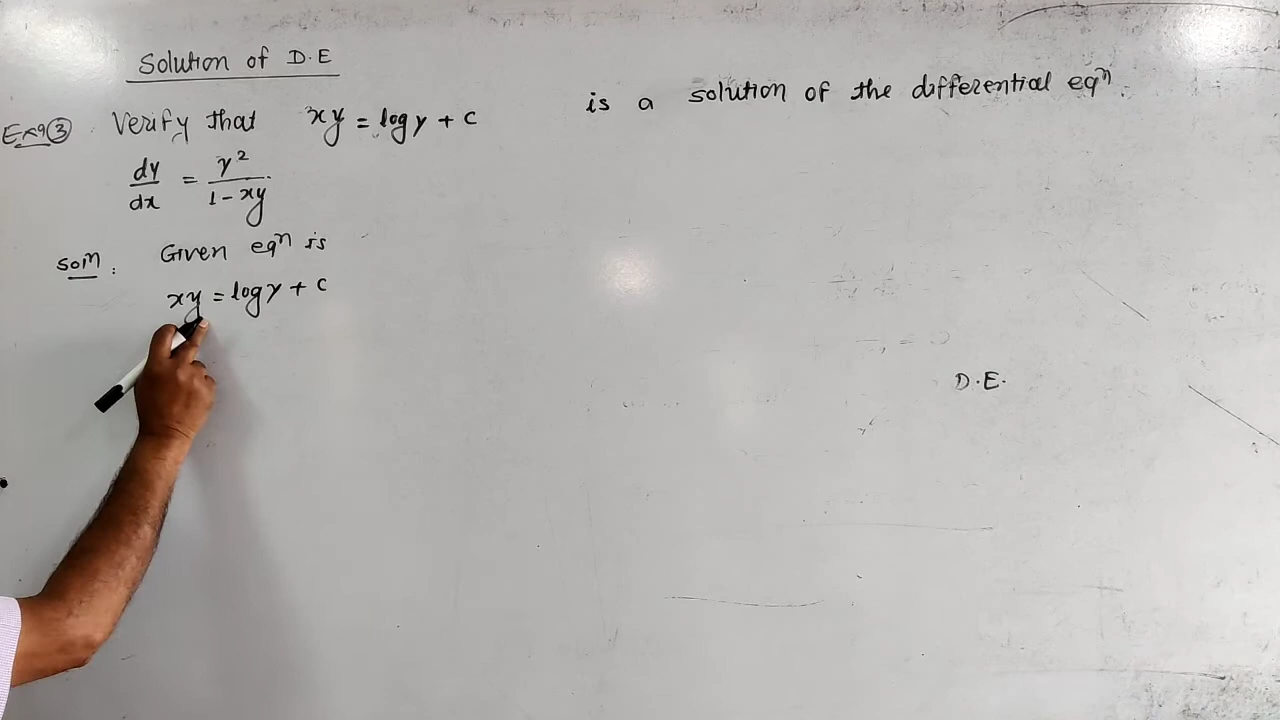 Solution of D.E
Ex9 ③. Verify that xy = log y + c is a solution of the differential eqⁿ.
dy/dx = y²/1-xy.
Solⁿ: Given eqⁿ is
xy = log y + c
D.E.